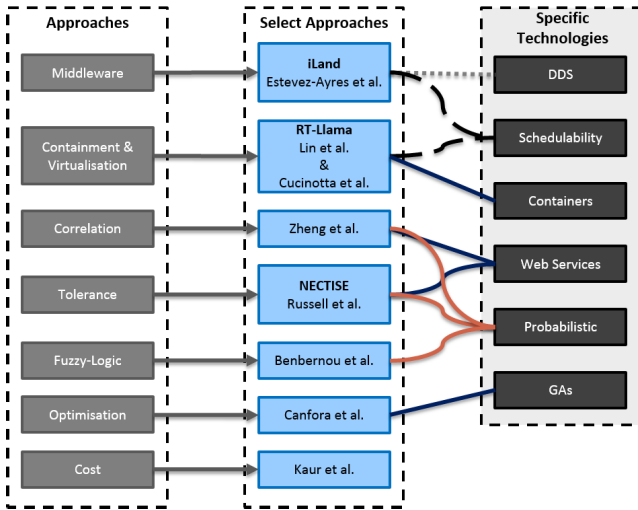 Approaches
Select Approaches
Specific
Technologies
Middleware
iLand
Estevez-Ayres et al.
DDS
Containment &
Virtualisation
RT-Llama
Lin et al.
&
Cucinotta et al.
Schedulability
Containers
Correlation
Zheng et al.
Web Services
Tolerance
NECTISE
Russell et al.
Probabilistic
Fuzzy-Logic
Benbernou et al.
GAs
Optimisation
Canfora et al.
Cost
Kaur et al.